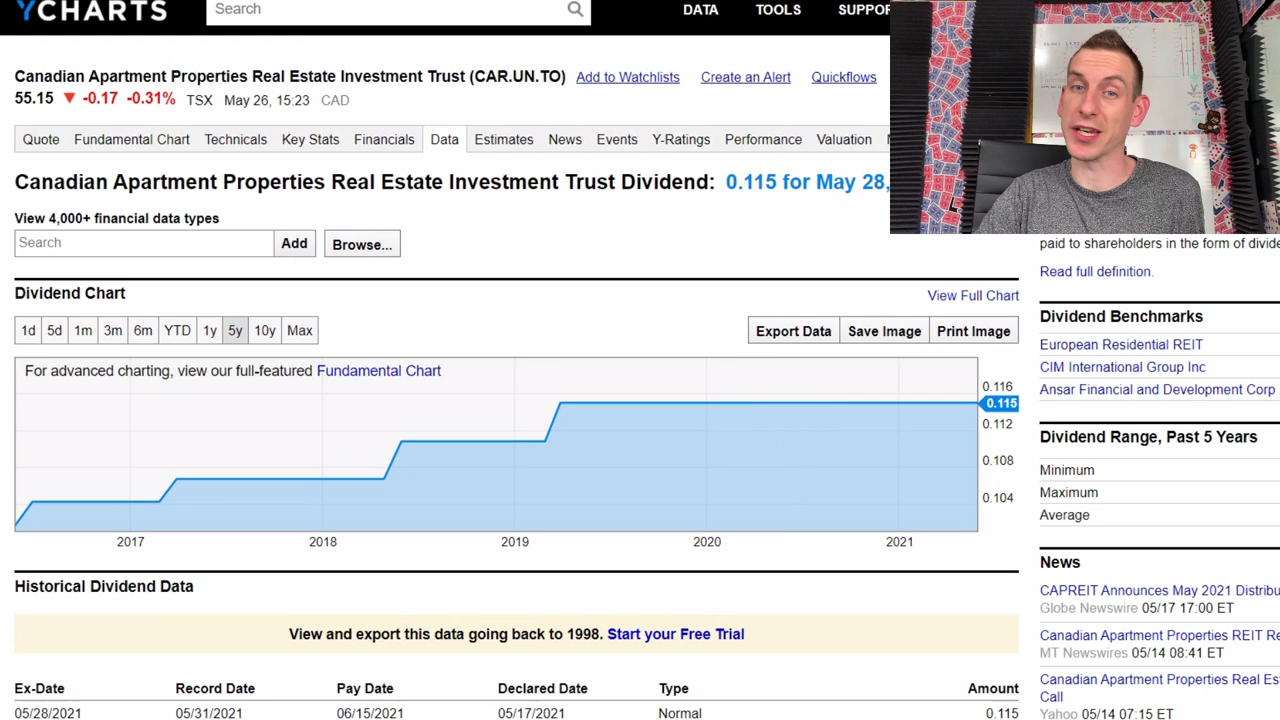 YCHARTS
Search
DATA TOOLS SUPPOR
Canadian Apartment Properties Real Estate Investment Trust (CAR.UN.TO) Add to Watchlists Create an Alert Quickflows
55.15 ▼ -0.17 -0.31% TSX May 26, 15:23 CAD
Quote Fundamental Chart Technicals Key Stats Financials Data Estimates News Events Y-Ratings Performance Valuation
Canadian Apartment Properties Real Estate Investment Trust Dividend: 0.115 for May 28,
View 4,000+ financial data types
Search Add Browse...
Dividend Chart
View Full Chart
1d 5d 1m 3m 6m YTD 1y 5y 10y Max
Export Data Save Image Print Image
For advanced charting, view our full-featured Fundamental Chart
0.116
0.115
0.112
0.108
0.104
2017 2018 2019 2020 2021
Historical Dividend Data
View and export this data going back to 1998. Start your Free Trial
Ex-Date Record Date Pay Date Declared Date Type Amount
05/28/2021 05/31/2021 06/15/2021 05/17/2021 Normal 0.115
paid to shareholders in the form of divide
Read full definition.
Dividend Benchmarks
European Residential REIT
CIM International Group Inc
Ansar Financial and Development Corp
Dividend Range, Past 5 Years
Minimum
Maximum
Average
News
CAPREIT Announces May 2021 Distribu
Globe Newswire 05/17 17:00 ET
Canadian Apartment Properties REIT Re
MT Newswires 05/14 08:41 ET
Canadian Apartment Properties Real Es
Call
Yahoo 05/14 07:15 ET